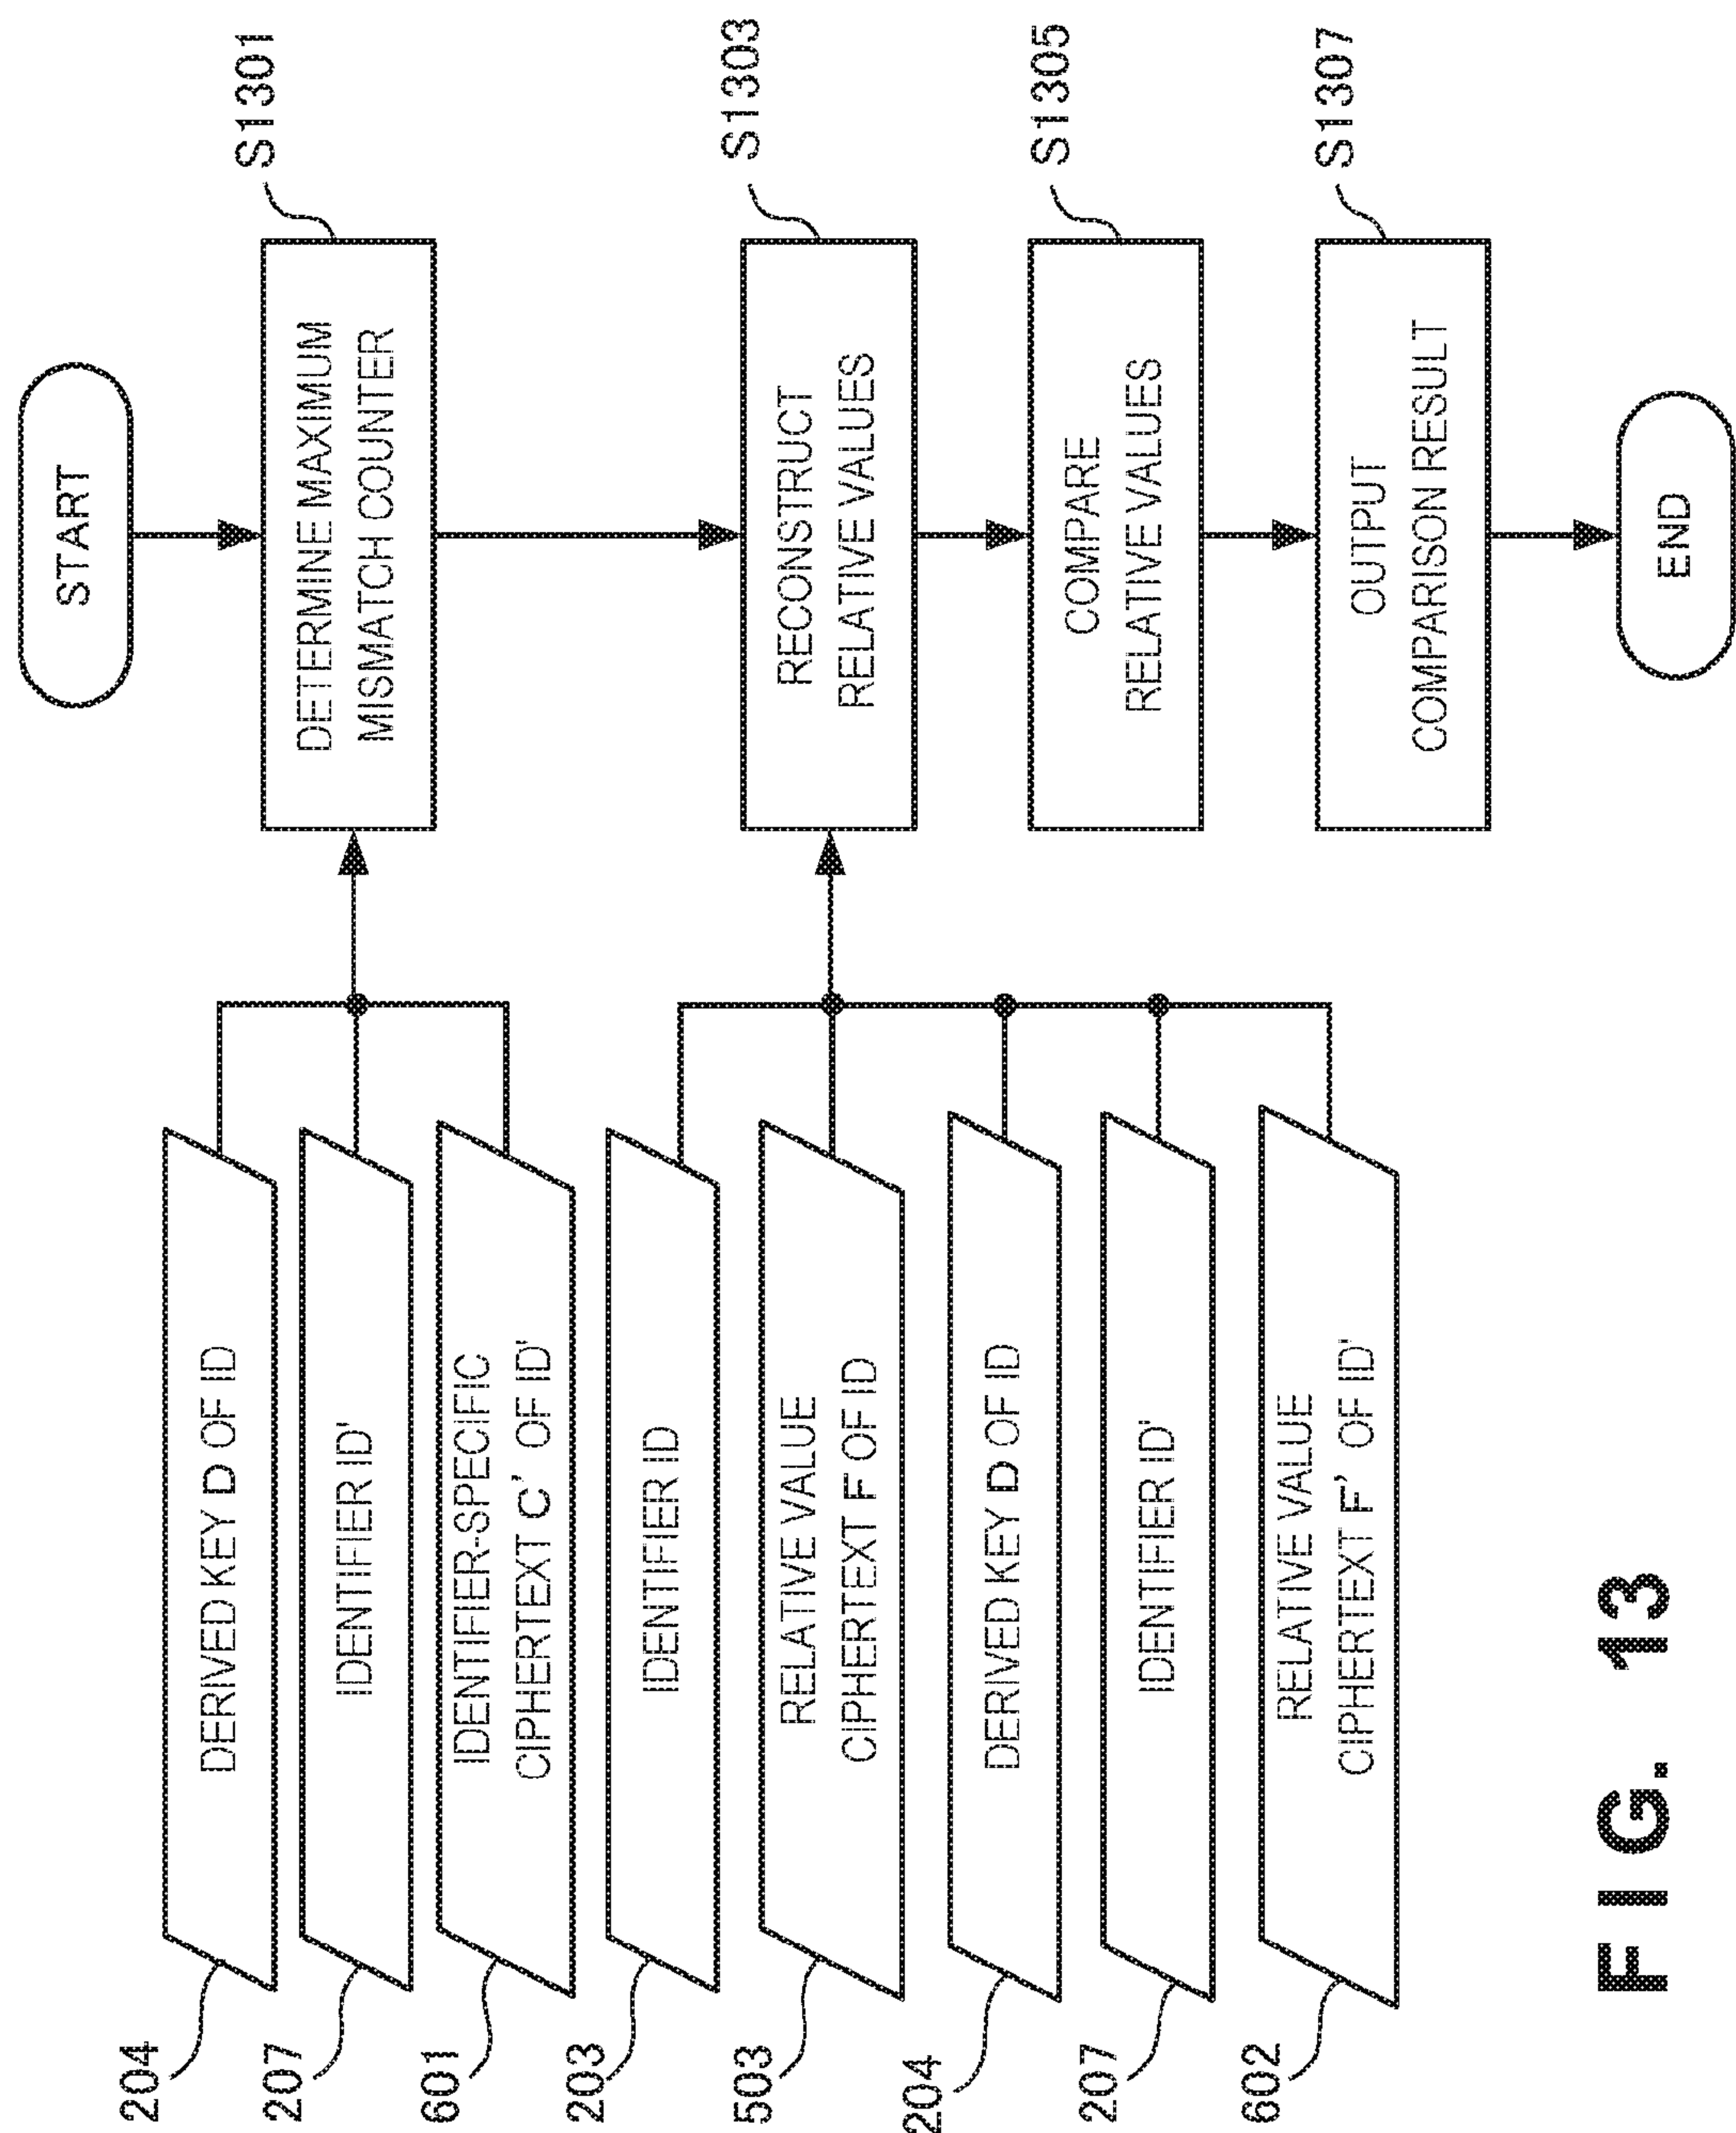 START
204
DERIVED KEY D OF ID
207
IDENTIFIER ID'
601
IDENTIFIER-SPECIFIC
CIPHERTEXT C' OF ID'
DETERMINE MAXIMUM
MISMATCH COUNTER
S1301
203
IDENTIFIER ID
503
RELATIVE VALUE
CIPHERTEXT F OF ID
204
DERIVED KEY D OF ID
207
IDENTIFIER ID'
602
RELATIVE VALUE
CIPHERTEXT F' OF ID'
RECONSTRUCT
RELATIVE VALUES
S1303
COMPARE
RELATIVE VALUES
S1305
OUTPUT
COMPARISON RESULT
S1307
END
FIG. 13